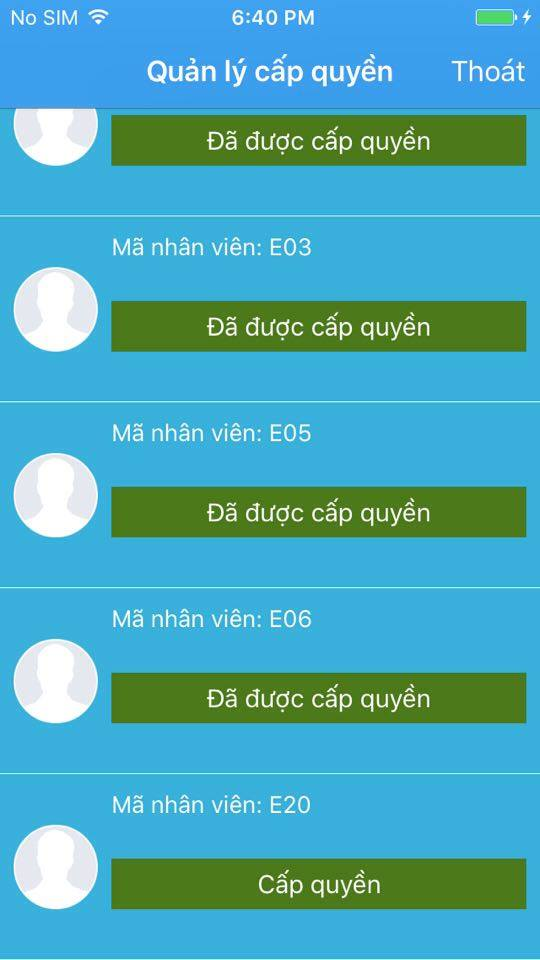 No SIM 6:40 PM
Quản lý cấp quyền Thoát
Đã được cấp quyền
Mã nhân viên: E03
Đã được cấp quyền
Mã nhân viên: E05
Đã được cấp quyền
Mã nhân viên: E06
Đã được cấp quyền
Mã nhân viên: E20
Cấp quyền